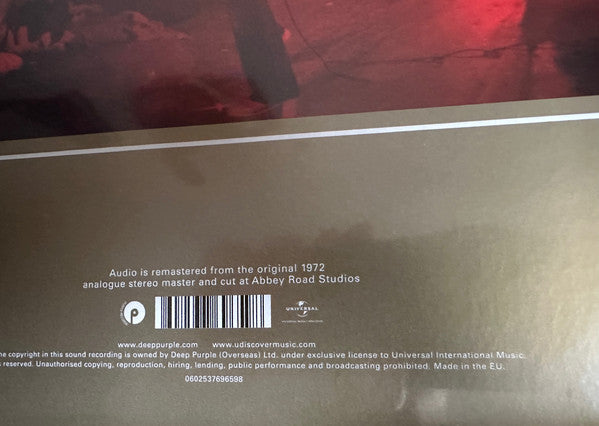 Audio is remastered from the original 1972
analogue stereo master and cut at Abbey Road Studios
UNIVERSAL
www.deeppurple.com www.udiscovermusic.com
he copyright in this sound recording is owned by Deep Purple (Overseas) Ltd. under exclusive license to Universal International Music.
s reserved. Unauthorised copying, reproduction, hiring, lending, public performance and broadcasting prohibited. Made in the EU.
0602537696598